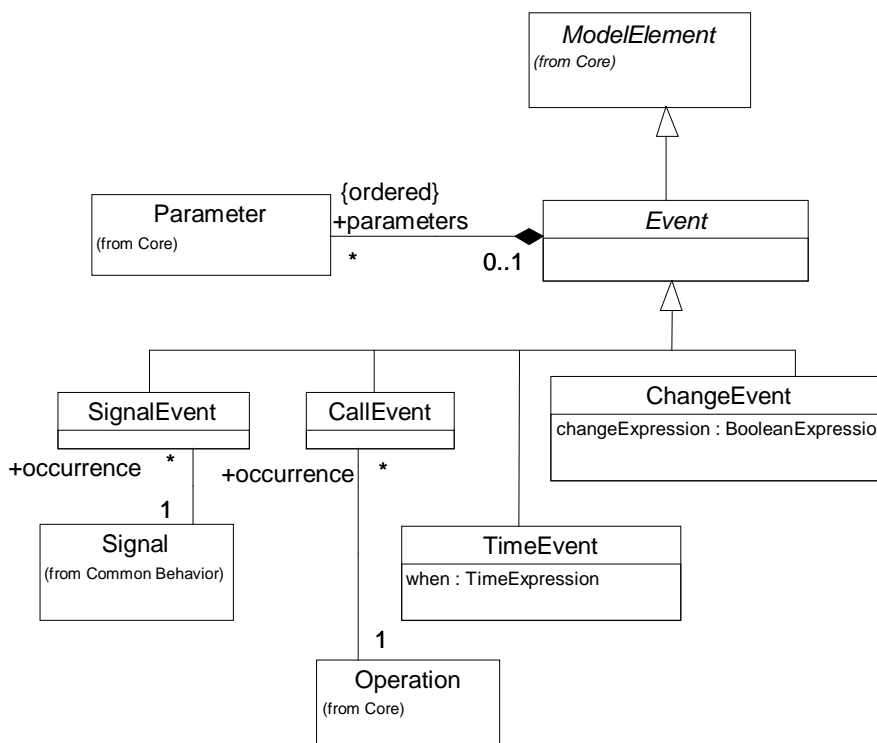 ModelElement
(from Core)
{ordered}
Parameter
+parameters
Event
(from Core)
*
0..1
SignalEvent
CallEvent
ChangeEvent
changeExpression : BooleanExpressio
+occurrence
*
+occurrence
*
1
Signal
(from Common Behavior)
TimeEvent
when : TimeExpression
1
Operation
(from Core)